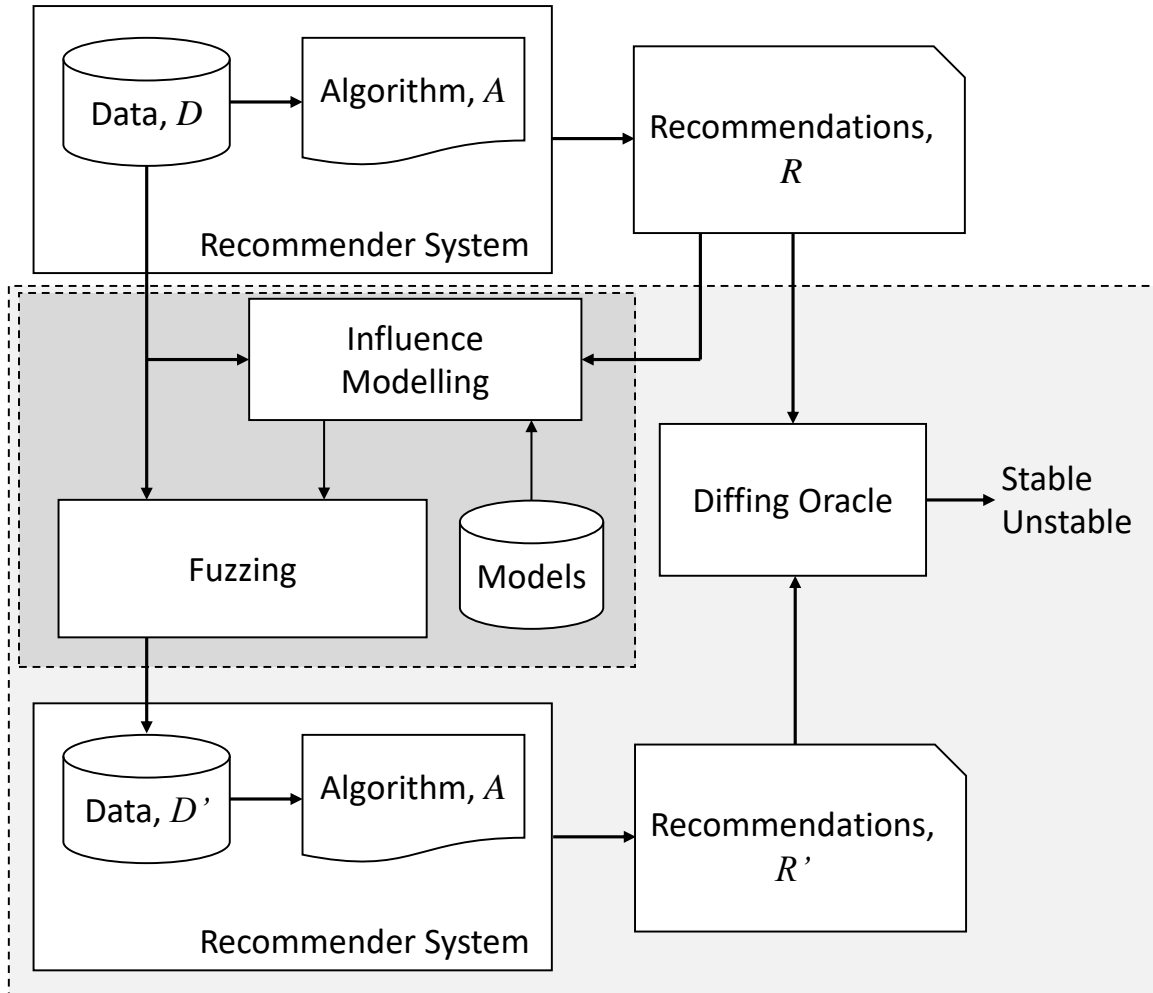 Data, D
Algorithm, A
Recommendations,
R
Recommender System
Influence
Modelling
Fuzzing
Models
Diffing Oracle
Stable
Unstable
Data, D’
Algorithm, A
Recommendations,
R’
Recommender System